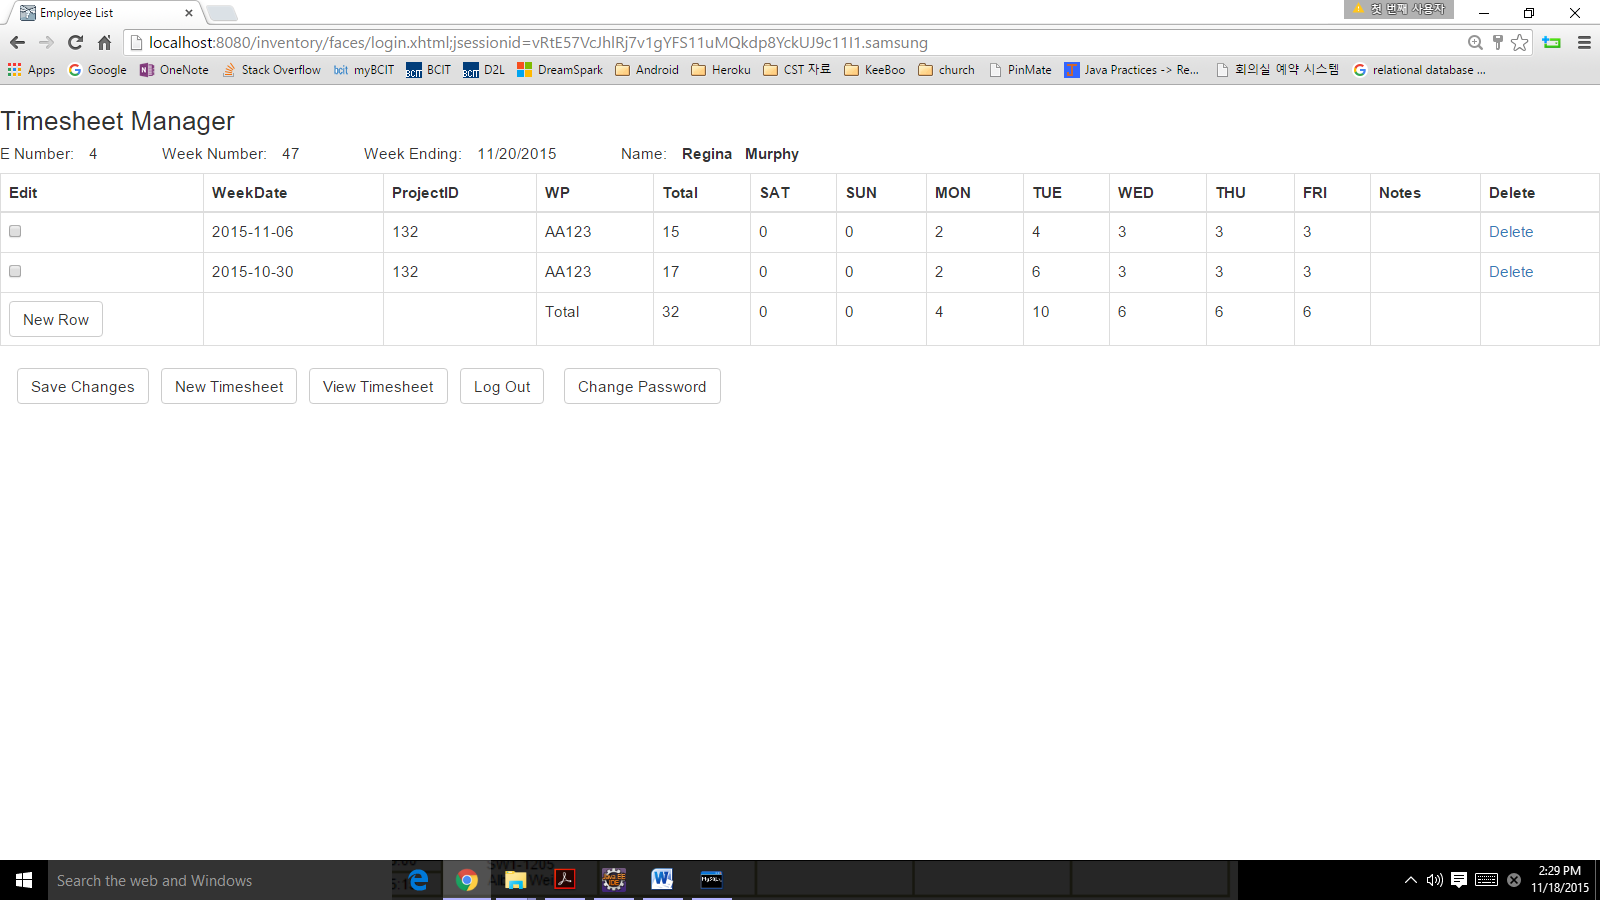 Employee List
첫 번째 사용자
localhost:8080/inventory/faces/login.xhtml;jsessionid=vRtE57VcJhlRj7v1gYFS11uMQkdp8YckUJ9c11I1.samsung
Apps Google OneNote Stack Overflow bcit myBCIT BCIT BCIT BCIT D2L DreamSpark Android Heroku CST 자료 KeeBoo church PinMate J Java Practices -> Re... 회의실 예약 시스템 relational database ...
Timesheet Manager
E Number: 4 Week Number: 47 Week Ending: 11/20/2015 Name: Regina Murphy
Edit WeekDate ProjectID WP Total SAT SUN MON TUE WED THU FRI Notes Delete
2015-11-06 132 AA123 15 0 0 2 4 3 3 3 Delete
2015-10-30 132 AA123 17 0 0 2 6 3 3 3 Delete
New Row Total 32 0 0 4 10 6 6 6
Save Changes New Timesheet View Timesheet Log Out Change Password
Search the web and Windows
2:29 PM
11/18/2015